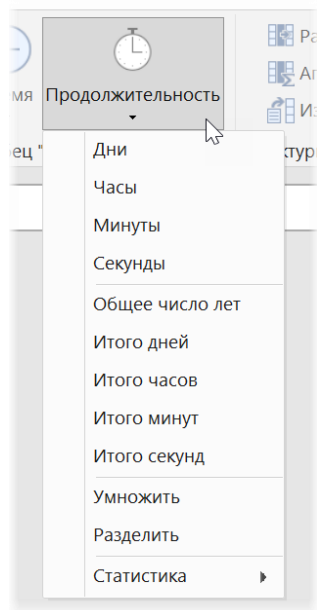 Продолжительность
Дни
Часы
Минуты
Секунды
Общее число лет
Итого дней
Итого часов
Итого минут
Итого секунд
Умножить
Разделить
Статистика